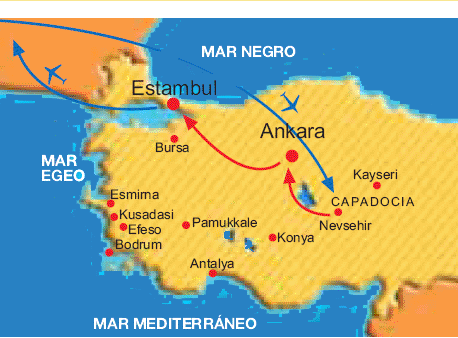 MAR NEGRO
Estambul
Ankara
Bursa
MAR
EGEO
Kayseri
Esmirna
CAPADOCIA
Kusadasi
Pamukkale
Nevsehir
Efeso
Konya
Bodrum
Antalya
MAR MEDITERRÁNEO